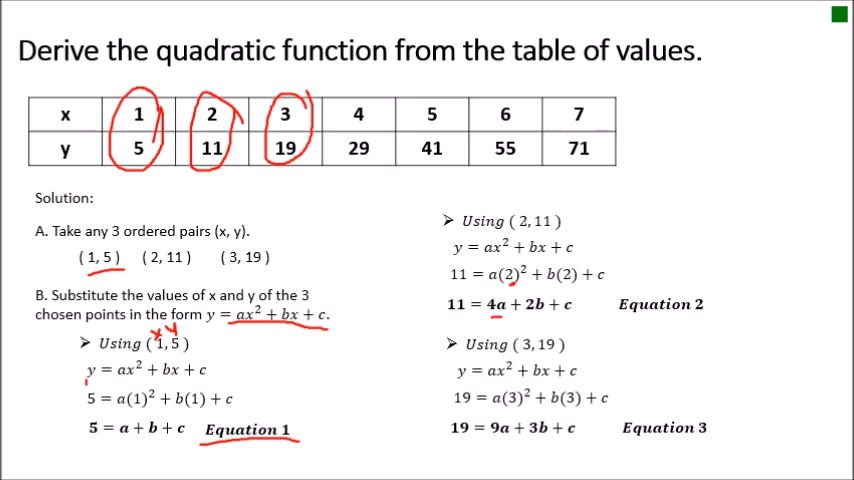 Derive the quadratic function from the table of values.
x 1 2 3 4 5 6 7
y 5 11 19 29 41 55 71
Solution:
A. Take any 3 ordered pairs (x, y).
( 1, 5 ) ( 2, 11 ) ( 3, 19 )
B. Substitute the values of x and y of the 3
chosen points in the form y = ax² + bx + c.
x y
➢ Using ( 1, 5 )
y = ax² + bx + c
5 = a(1)² + b(1) + c
5 = a + b + c Equation 1
➢ Using ( 2, 11 )
y = ax² + bx + c
11 = a(2)² + b(2) + c
11 = 4a + 2b + c Equation 2
➢ Using ( 3, 19 )
y = ax² + bx + c
19 = a(3)² + b(3) + c
19 = 9a + 3b + c Equation 3